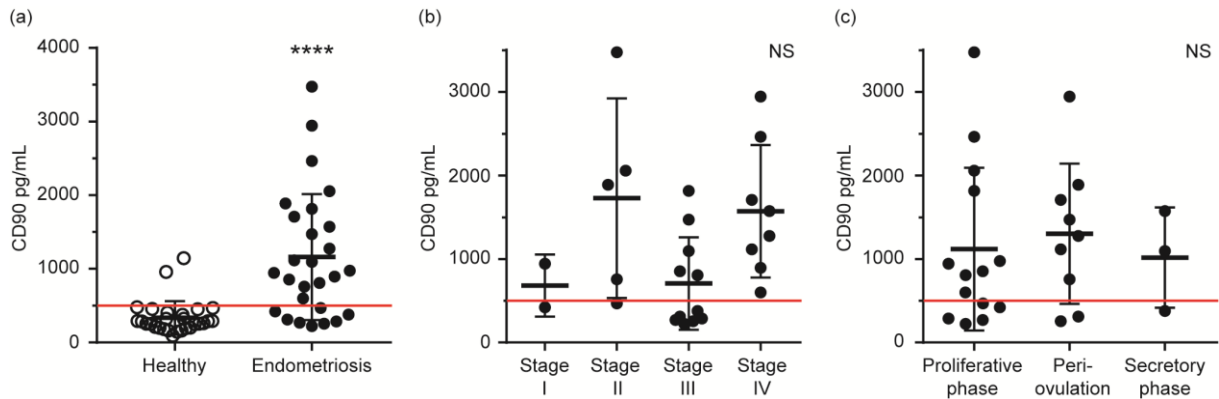 (a)
****
CD90 pg/mL
4000
3000
2000
1000
0
Healthy
Endometriosis
(b)
NS
CD90 pg/mL
3000
2000
1000
0
Stage
I
Stage
II
Stage
III
Stage
IV
(c)
NS
CD90 pg/mL
3000
2000
1000
0
Proliferative
phase
Peri-
ovulation
Secretory
phase